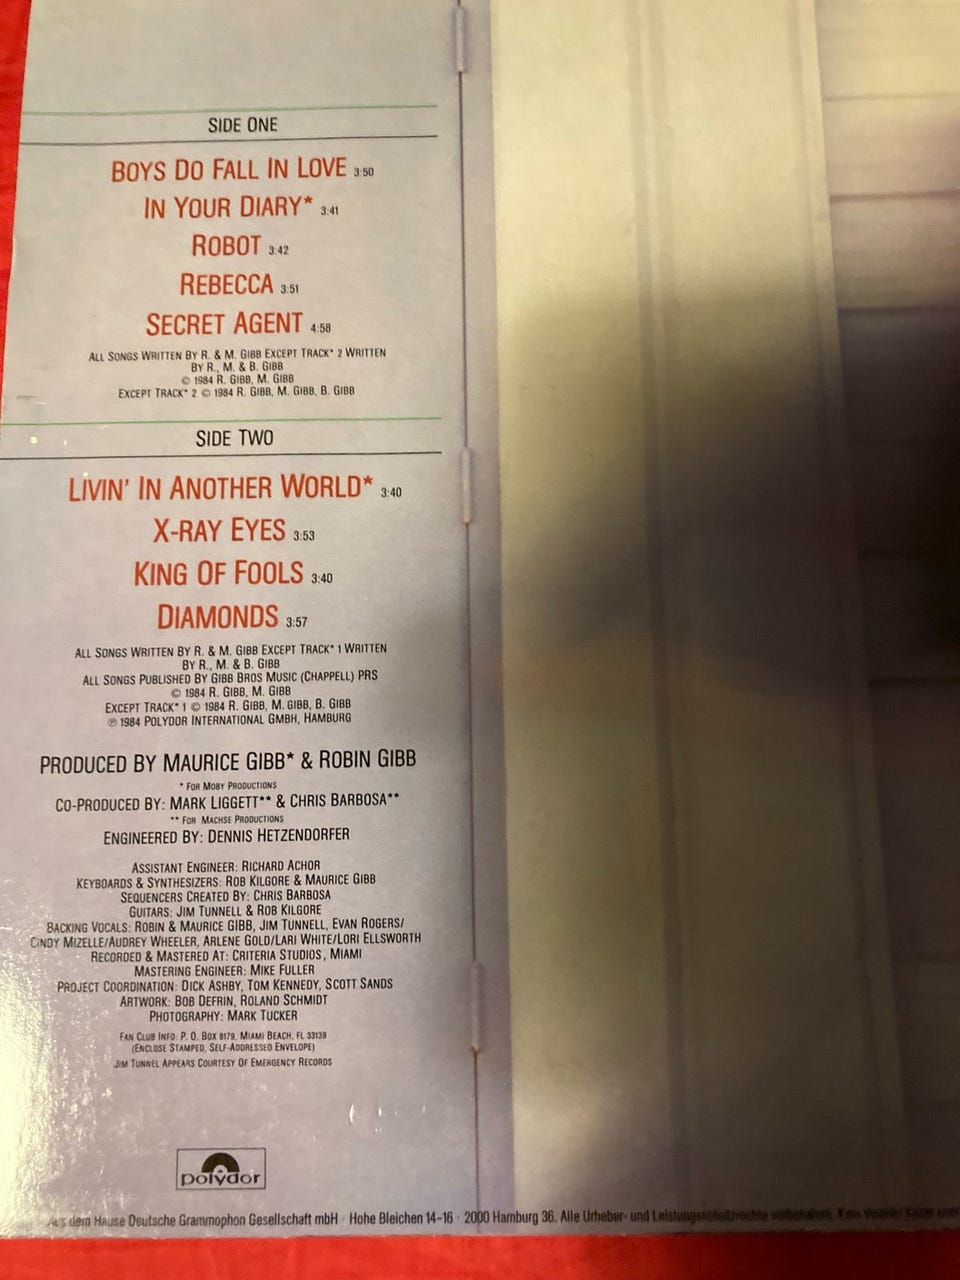 SIDE ONE
BOYS DO FALL IN LOVE 3:50
IN YOUR DIARY* 3:41
ROBOT 3:42
REBECCA 3:51
SECRET AGENT 4:58
ALL SONGS WRITTEN BY R. & M. GIBB EXCEPT TRACK* 2 WRITTEN
BY R., M. & B. GIBB
© 1984 R. GIBB, M. GIBB
EXCEPT TRACK* 2 © 1984 R. GIBB, M. GIBB, B. GIBB
SIDE TWO
LIVIN' IN ANOTHER WORLD* 3:40
X-RAY EYES 3:53
KING OF FOOLS 3:40
DIAMONDS 3:57
ALL SONGS WRITTEN BY R. & M. GIBB EXCEPT TRACK* 1 WRITTEN
BY R., M. & B. GIBB
ALL SONGS PUBLISHED BY GIBB BROS MUSIC (CHAPPELL) PRS
© 1984 R. GIBB, M. GIBB
EXCEPT TRACK* 1 © 1984 R. GIBB, M. GIBB, B. GIBB
℗ 1984 POLYDOR INTERNATIONAL GMBH, HAMBURG
PRODUCED BY MAURICE GIBB* & ROBIN GIBB
* FOR MOBY PRODUCTIONS
CO-PRODUCED BY: MARK LIGGETT** & CHRIS BARBOSA**
** FOR MACHSE PRODUCTIONS
ENGINEERED BY: DENNIS HETZENDORFER
ASSISTANT ENGINEER: RICHARD ACHOR
KEYBOARDS & SYNTHESIZERS: ROB KILGORE & MAURICE GIBB
SEQUENCERS CREATED BY: CHRIS BARBOSA
GUITARS: JIM TUNNELL & ROB KILGORE
BACKING VOCALS: ROBIN & MAURICE GIBB, JIM TUNNELL, EVAN ROGERS/
CINDY MIZELLE/AUDREY WHEELER, ARLENE GOLD/LARI WHITE/LORI ELLSWORTH
RECORDED & MASTERED AT: CRITERIA STUDIOS, MIAMI
MASTERING ENGINEER: MIKE FULLER
PROJECT COORDINATION: DICK ASHBY, TOM KENNEDY, SCOTT SANDS
ARTWORK: BOB DEFRIN, ROLAND SCHMIDT
PHOTOGRAPHY: MARK TUCKER
FAN CLUB INFO: P. O. BOX 8179, MIAMI BEACH, FL 33139
(ENCLOSE STAMPED, SELF-ADDRESSED ENVELOPE)
JIM TUNNEL APPEARS COURTESY OF EMERGENCY RECORDS
polydor
Aus dem Hause Deutsche Grammophon Gesellschaft mbH · Hohe Bleichen 14-16 · 2000 Hamburg 36. Alle Urheber- und Leistungsschutzrechte vorbehalten. Kein